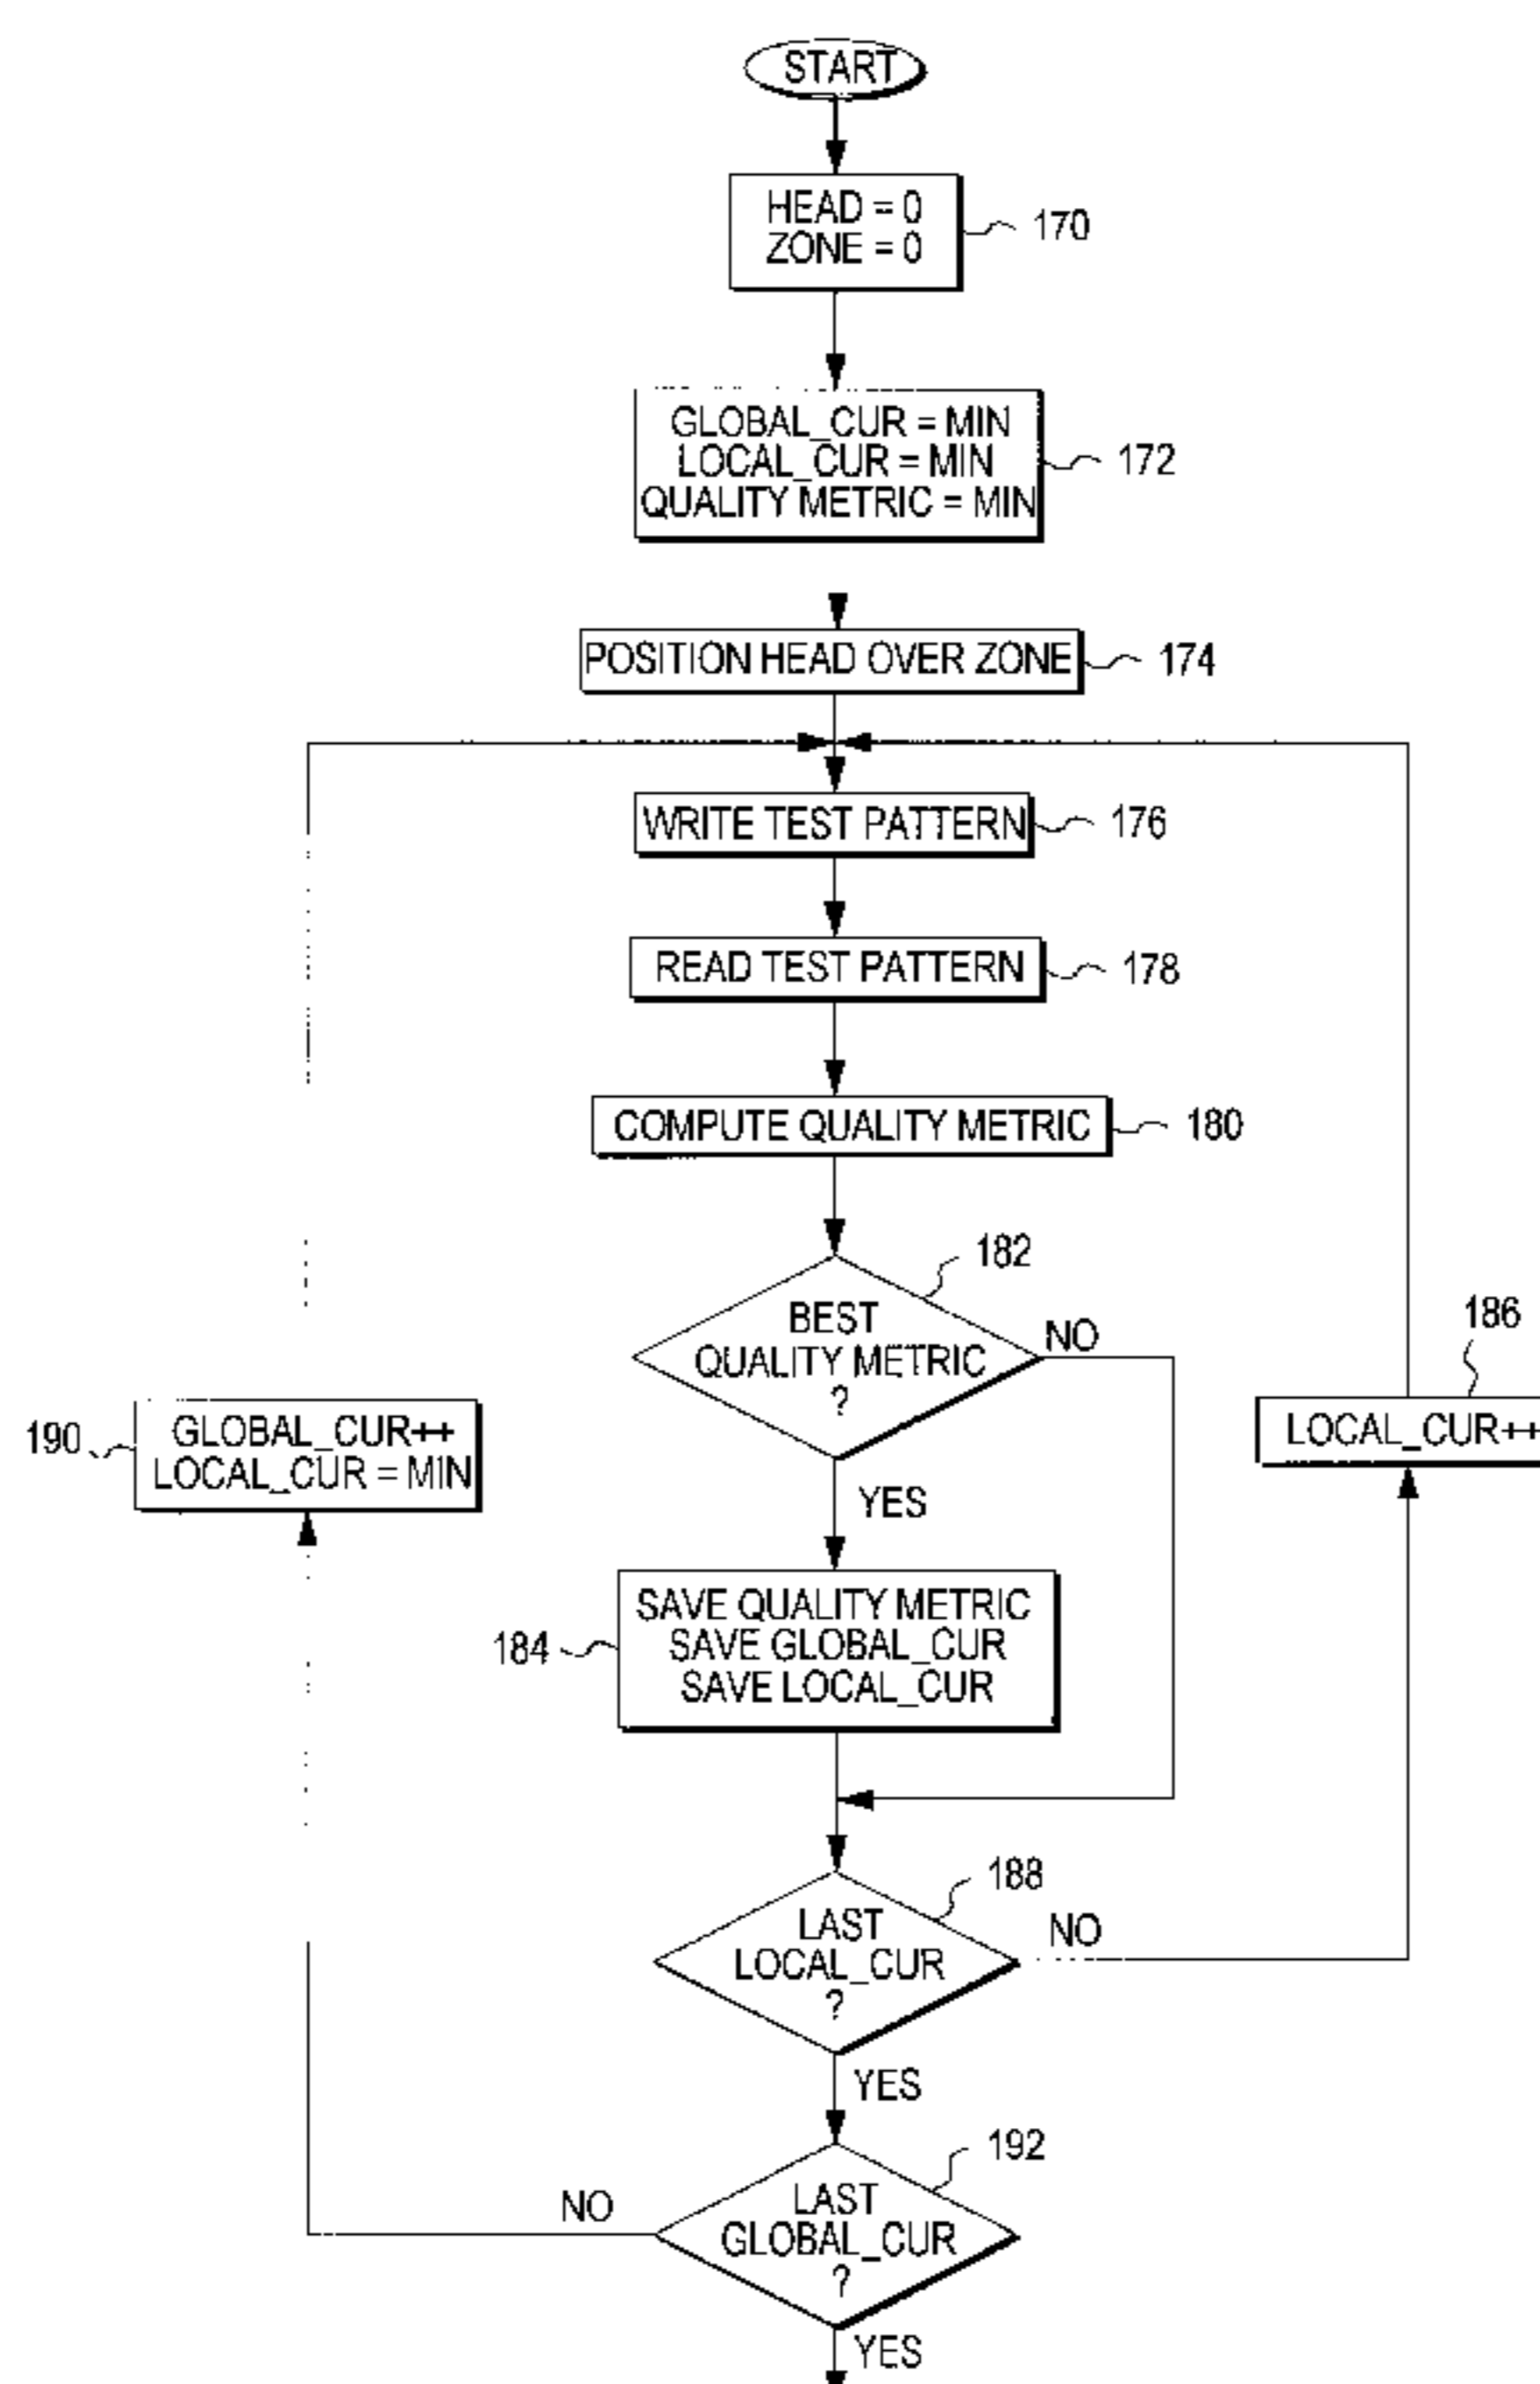 START
HEAD = 0
ZONE = 0
170
GLOBAL_CUR = MIN
LOCAL_CUR = MIN
QUALITY METRIC = MIN
172
POSITION HEAD OVER ZONE
174
WRITE TEST PATTERN
176
READ TEST PATTERN
178
COMPUTE QUALITY METRIC
180
182
BEST
QUALITY METRIC
?
NO
YES
186
LOCAL_CUR++
190
GLOBAL_CUR++
LOCAL_CUR = MIN
184
SAVE QUALITY METRIC
SAVE GLOBAL_CUR
SAVE LOCAL_CUR
188
LAST
LOCAL_CUR
?
NO
YES
192
LAST
GLOBAL_CUR
?
NO
YES